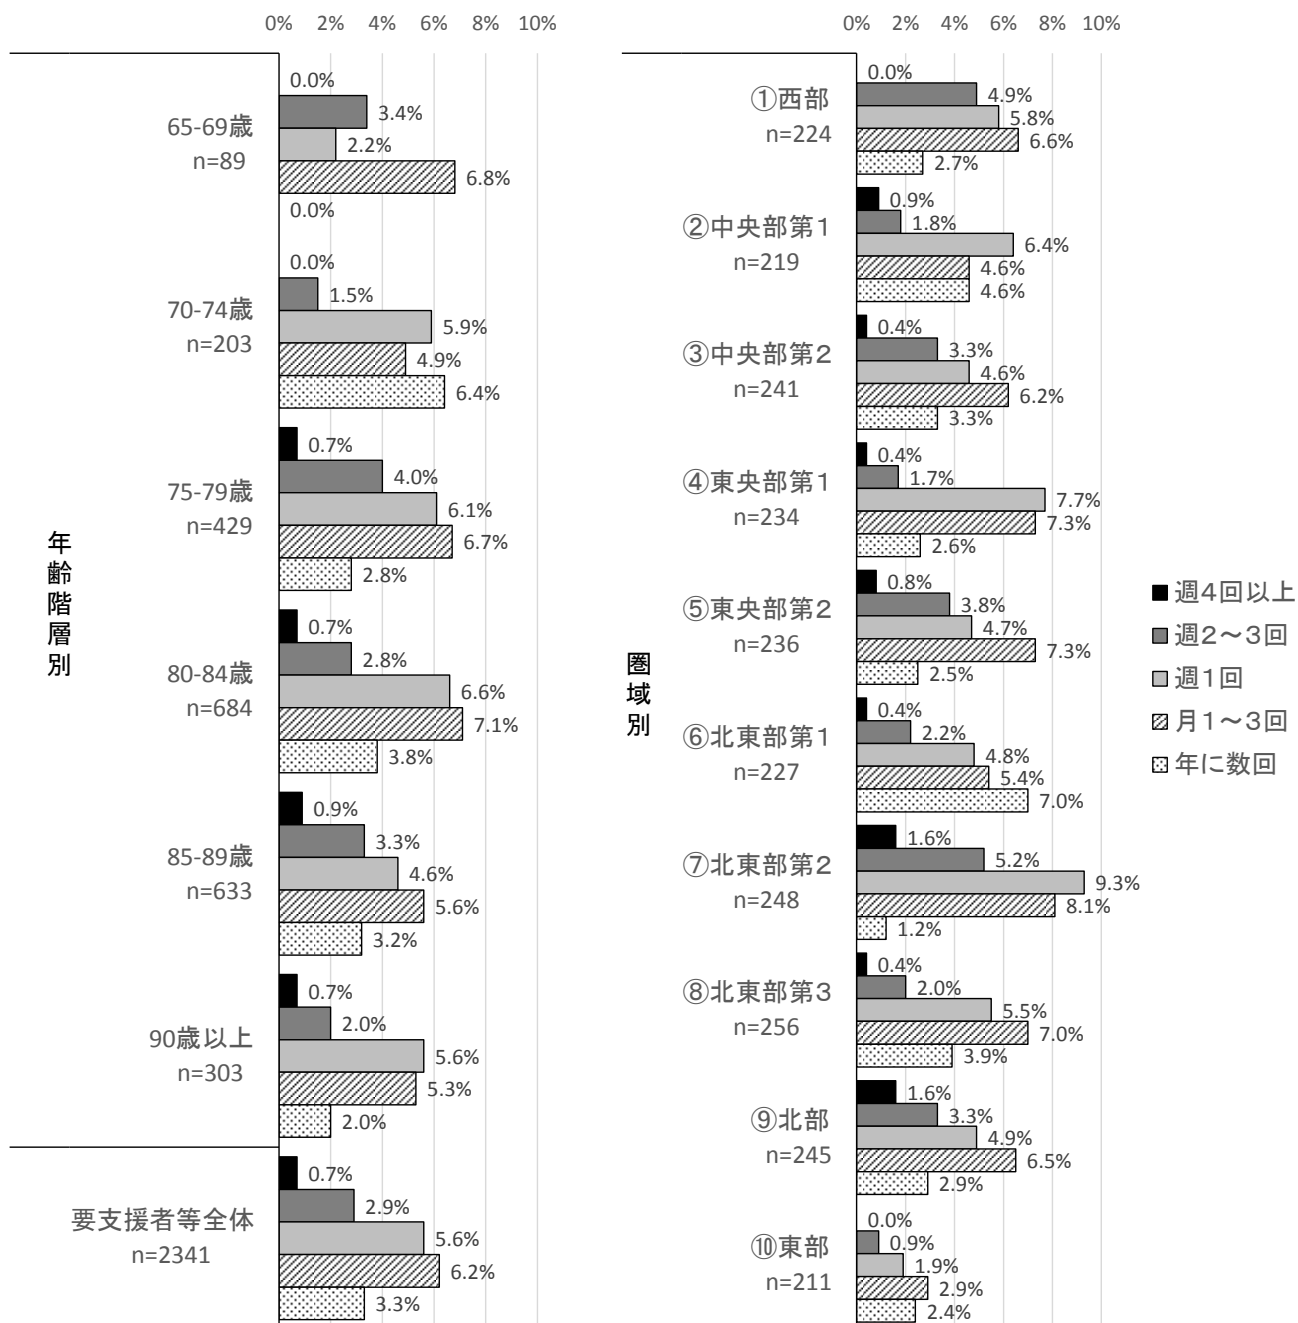 0% 2% 4% 6% 8% 10%
年齢階層別
65-69歳
n=89
0.0%
3.4%
2.2%
6.8%
0.0%
70-74歳
n=203
0.0%
1.5%
5.9%
4.9%
6.4%
75-79歳
n=429
0.7%
4.0%
6.1%
6.7%
2.8%
80-84歳
n=684
0.7%
2.8%
6.6%
7.1%
3.8%
85-89歳
n=633
0.9%
3.3%
4.6%
5.6%
3.2%
90歳以上
n=303
0.7%
2.0%
5.6%
5.3%
2.0%
要支援者等全体
n=2341
0.7%
2.9%
5.6%
6.2%
3.3%
0% 2% 4% 6% 8% 10%
圏域別
①西部
n=224
0.0%
4.9%
5.8%
6.6%
2.7%
②中央部第1
n=219
0.9%
1.8%
6.4%
4.6%
4.6%
③中央部第2
n=241
0.4%
3.3%
4.6%
6.2%
3.3%
④東央部第1
n=234
0.4%
1.7%
7.7%
7.3%
2.6%
⑤東央部第2
n=236
0.8%
3.8%
4.7%
7.3%
2.5%
⑥北東部第1
n=227
0.4%
2.2%
4.8%
5.4%
7.0%
⑦北東部第2
n=248
1.6%
5.2%
9.3%
8.1%
1.2%
⑧北東部第3
n=256
0.4%
2.0%
5.5%
7.0%
3.9%
⑨北部
n=245
1.6%
3.3%
4.9%
6.5%
2.9%
⑩東部
n=211
0.0%
0.9%
1.9%
2.9%
2.4%
週4回以上
週2～3回
週1回
月1～3回
年に数回